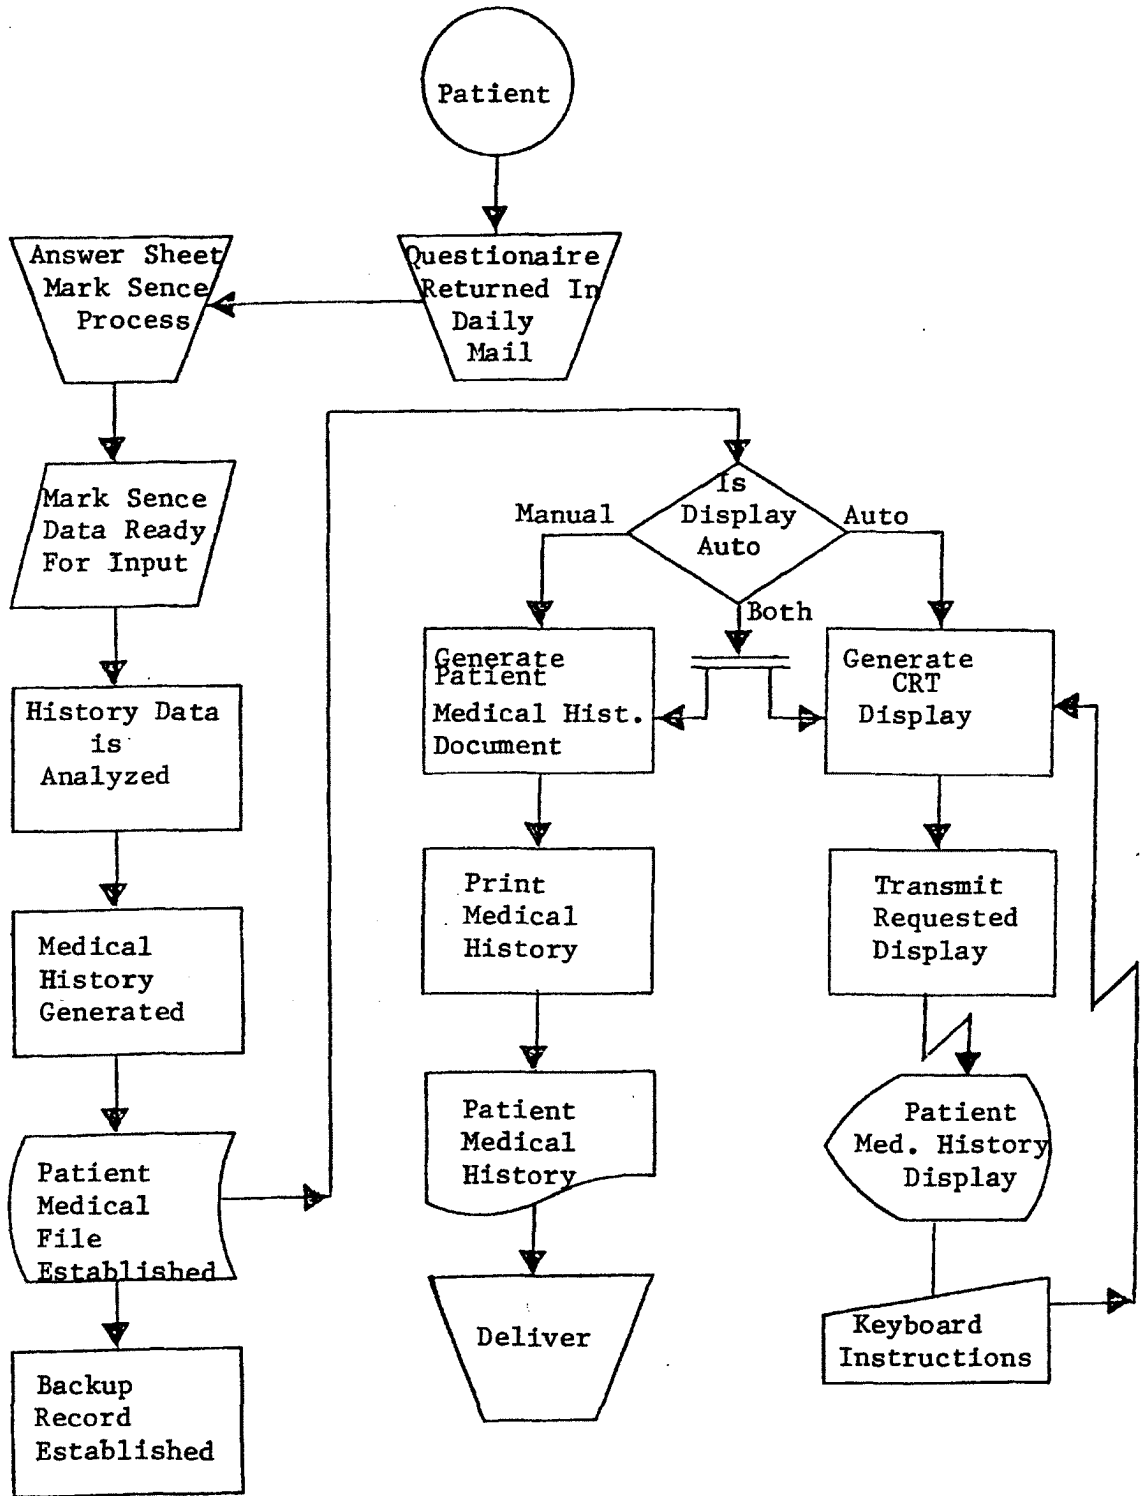 Patient
Questionaire
Returned In
Daily
Mail
Answer Sheet
Mark Sence
Process
Mark Sence
Data Ready
For Input
History Data
is
Analyzed
Medical
History
Generated
Patient
Medical
File
Established
Backup
Record
Established
Is
Display
Auto
Manual
Auto
Both
Generate
Patient
Medical Hist.
Document
Print
Medical
History
Patient
Medical
History
Deliver
Generate
CRT
Display
Transmit
Requested
Display
Patient
Med. History
Display
Keyboard
Instructions